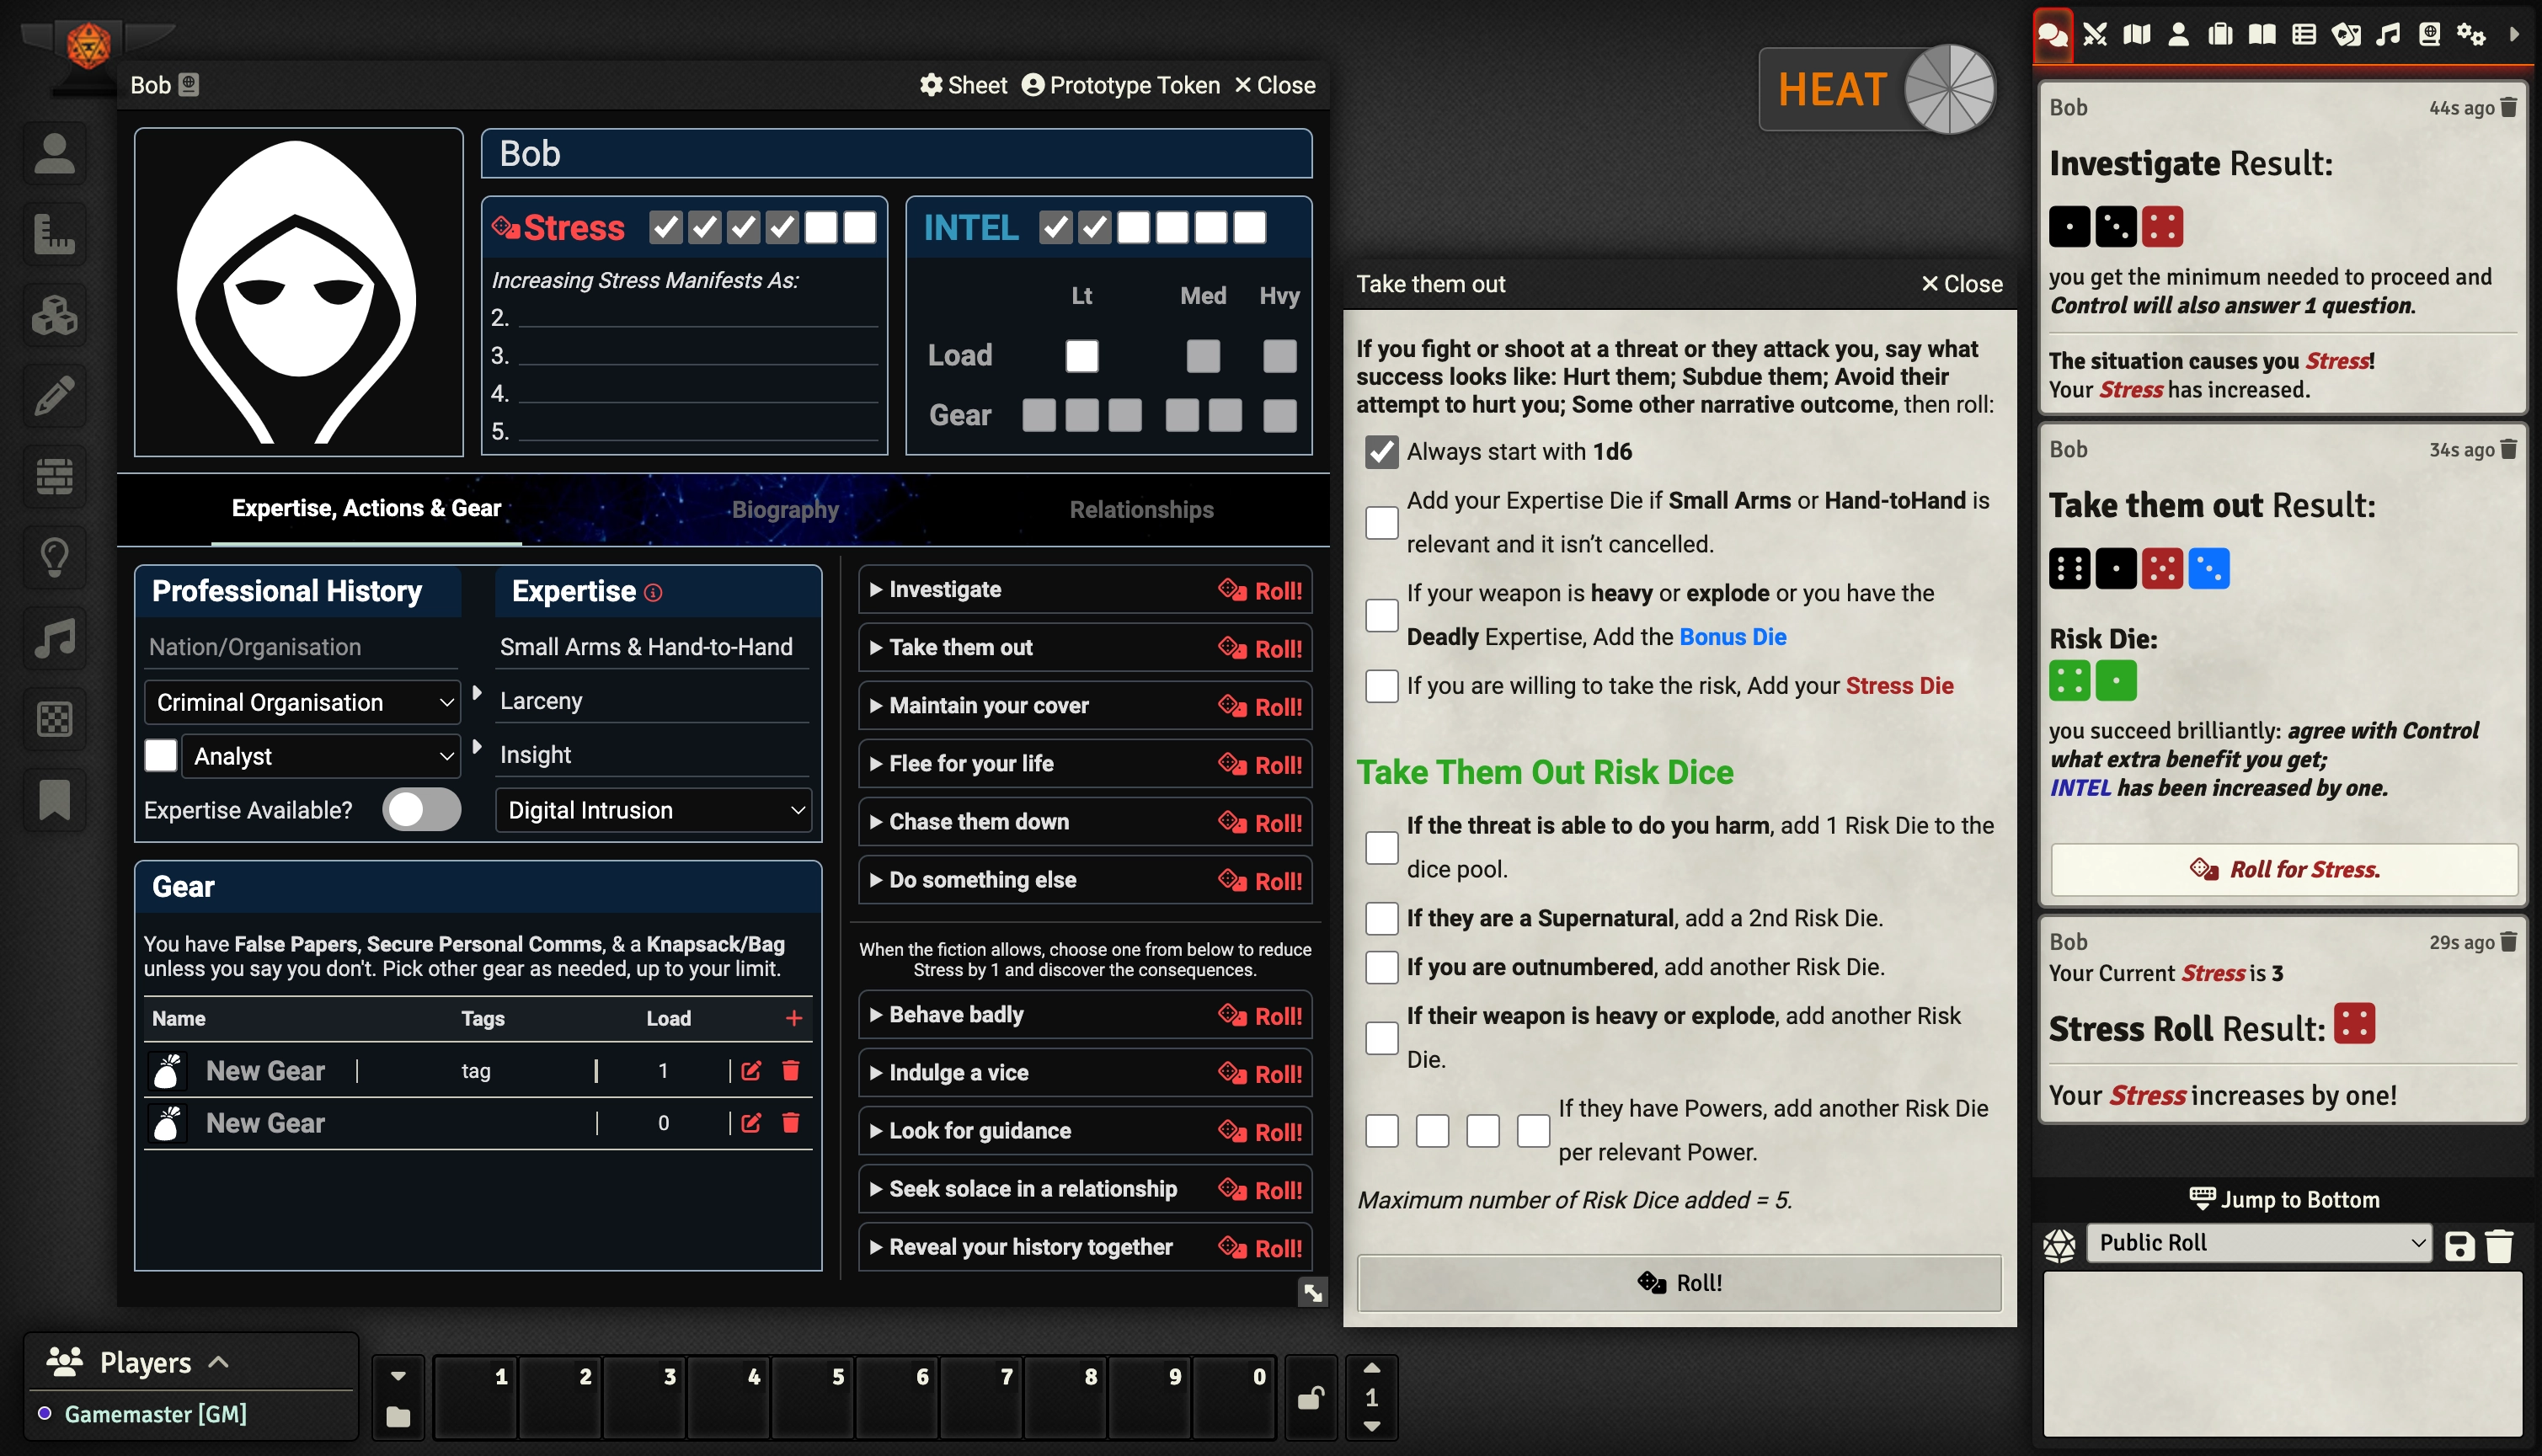 Bob
Sheet
Prototype Token
Close
Bob
Stress
Increasing Stress Manifests As:
2.
3.
4.
5.
INTEL
Lt Med Hvy
Load
Gear
Expertise, Actions & Gear
Biography
Relationships
Professional History
Nation/Organisation
Criminal Organisation
Analyst
Expertise Available?
Expertise
Small Arms & Hand-to-Hand
Larceny
Insight
Digital Intrusion
Gear
You have False Papers, Secure Personal Comms, & a Knapsack/Bag
unless you say you don't. Pick other gear as needed, up to your limit.
Name Tags Load +
New Gear | tag | 1 |
New Gear | 0 |
Investigate Roll!
Take them out Roll!
Maintain your cover Roll!
Flee for your life Roll!
Chase them down Roll!
Do something else Roll!
When the fiction allows, choose one from below to reduce
Stress by 1 and discover the consequences.
Behave badly Roll!
Indulge a vice Roll!
Look for guidance Roll!
Seek solace in a relationship Roll!
Reveal your history together Roll!
HEAT
Take them out
Close
If you fight or shoot at a threat or they attack you, say what
success looks like: Hurt them; Subdue them; Avoid their
attempt to hurt you; Some other narrative outcome, then roll:
Always start with 1d6
Add your Expertise Die if Small Arms or Hand-toHand is
relevant and it isn’t cancelled.
If your weapon is heavy or explode or you have the
Deadly Expertise, Add the Bonus Die
If you are willing to take the risk, Add your Stress Die
Take Them Out Risk Dice
If the threat is able to do you harm, add 1 Risk Die to the
dice pool.
If they are a Supernatural, add a 2nd Risk Die.
If you are outnumbered, add another Risk Die.
If their weapon is heavy or explode, add another Risk
Die.
If they have Powers, add another Risk Die
per relevant Power.
Maximum number of Risk Dice added = 5.
Roll!
Bob 44s ago
Investigate Result:
you get the minimum needed to proceed and
Control will also answer 1 question.
The situation causes you Stress!
Your Stress has increased.
Bob 34s ago
Take them out Result:
Risk Die:
you succeed brilliantly: agree with Control
what extra benefit you get;
INTEL has been increased by one.
Roll for Stress.
Bob 29s ago
Your Current Stress is 3
Stress Roll Result:
Your Stress increases by one!
Jump to Bottom
Public Roll
Players
Gamemaster [GM]
1 2 3 4 5 6 7 8 9 0
1